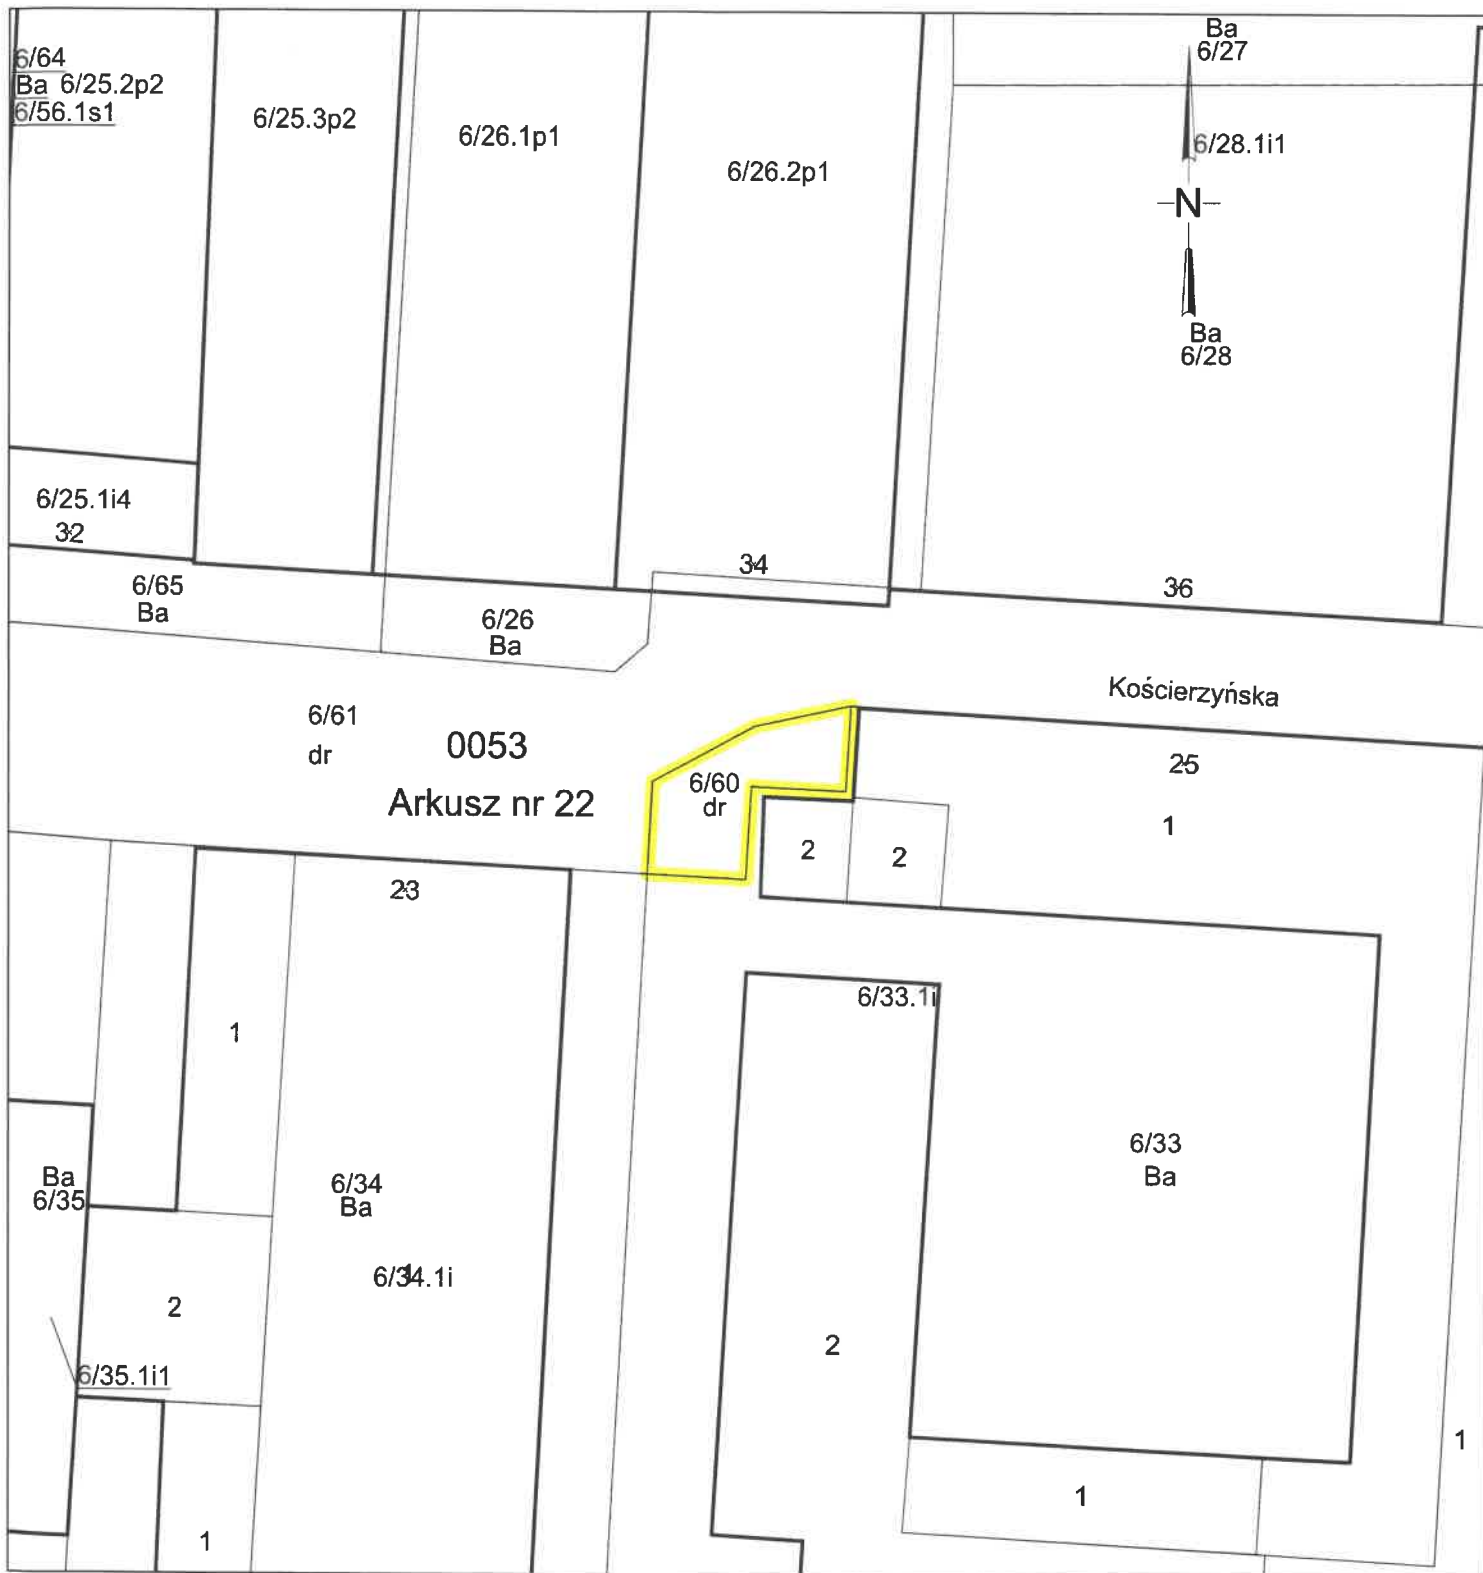 6/64
Ba 6/25.2p2
6/56.1s1
6/25.3p2
6/26.1p1
6/26.2p1
Ba
6/27
6/28.1i1
N
Ba
6/28
6/25.1i4
32
34
36
6/65
Ba
6/26
Ba
Kościerzyńska
6/61
dr
0053
Arkusz nr 22
6/60
dr
25
1
2
2
23
6/33.1i
1
6/33
Ba
Ba
6/35
6/34
Ba
6/34.1i
1
2
2
6/35.1i1
1
1
1